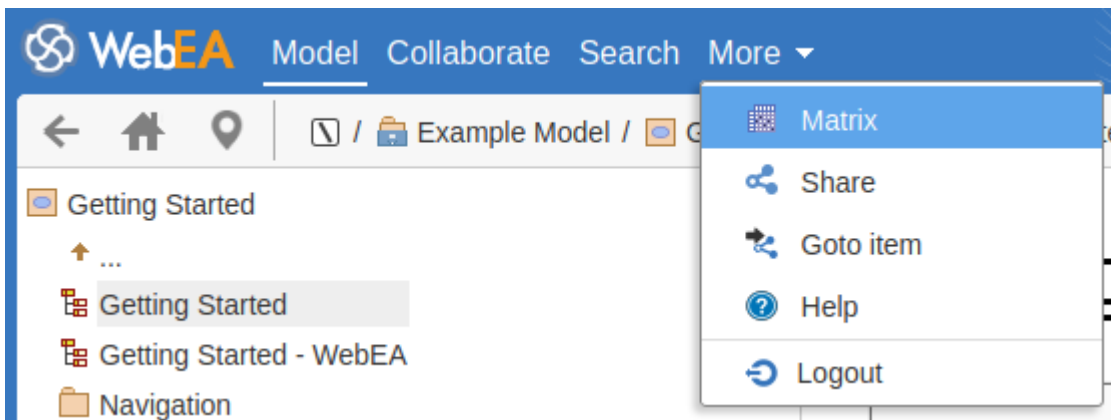 WebEA Model Collaborate Search More
/ Example Model / G
Matrix
Share
Goto item
Help
Logout
Getting Started
...
Getting Started
Getting Started - WebEA
Navigation